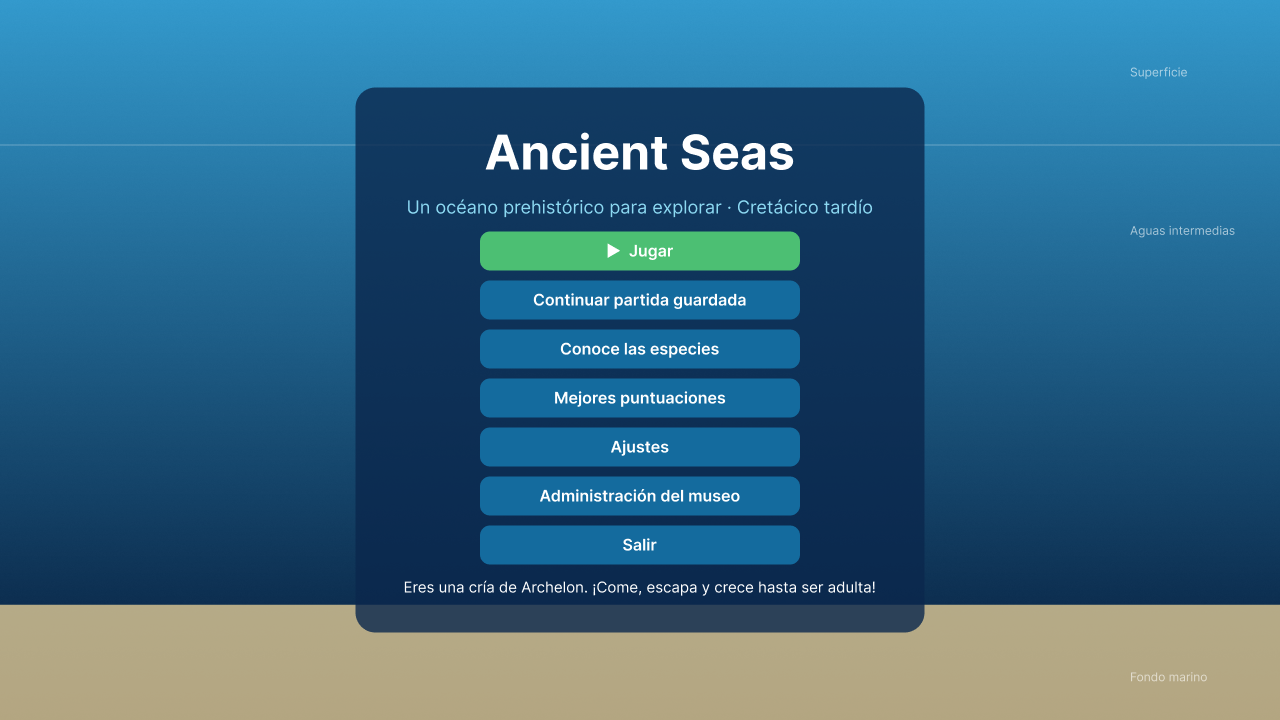 Superficie
Ancient Seas
Un océano prehistórico para explorar · Cretácico tardío
Aguas intermedias
▶ Jugar
Continuar partida guardada
Conoce las especies
Mejores puntuaciones
Ajustes
Administración del museo
Salir
Eres una cría de Archelon. ¡Come, escapa y crece hasta ser adulta!
Fondo marino